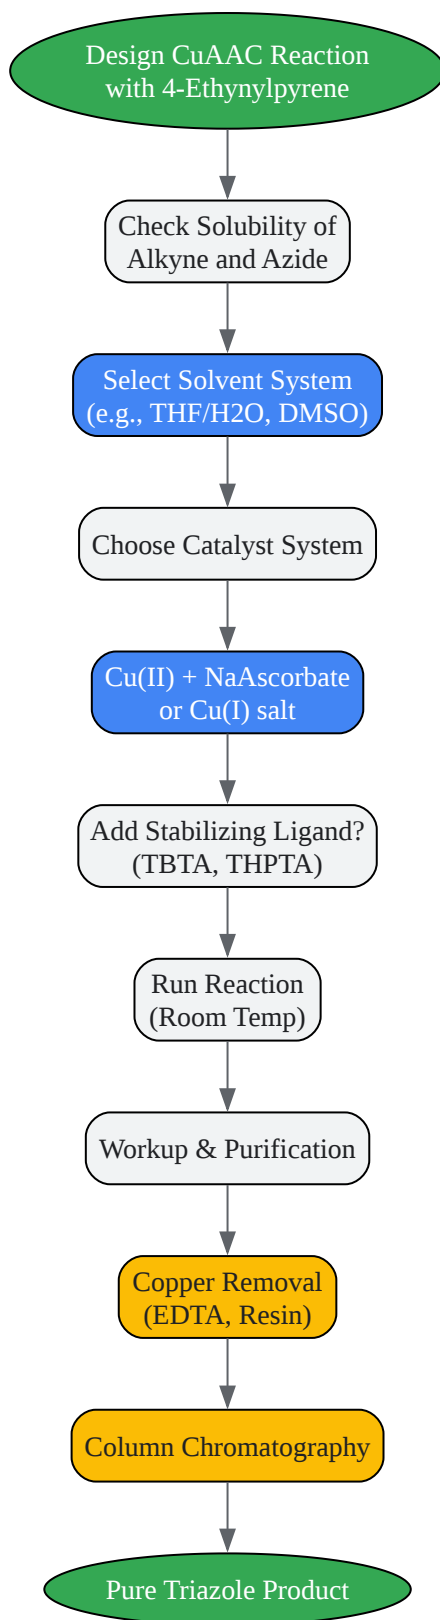 Design CuAAC Reaction
with 4-Ethynylpyrene
Check Solubility of
Alkyne and Azide
Select Solvent System
(e.g., THF/H2O, DMSO)
Choose Catalyst System
Cu(II) + NaAscorbate
or Cu(I) salt
Add Stabilizing Ligand?
(TBTA, THPTA)
Run Reaction
(Room Temp)
Workup & Purification
Copper Removal
(EDTA, Resin)
Column Chromatography
Pure Triazole Product